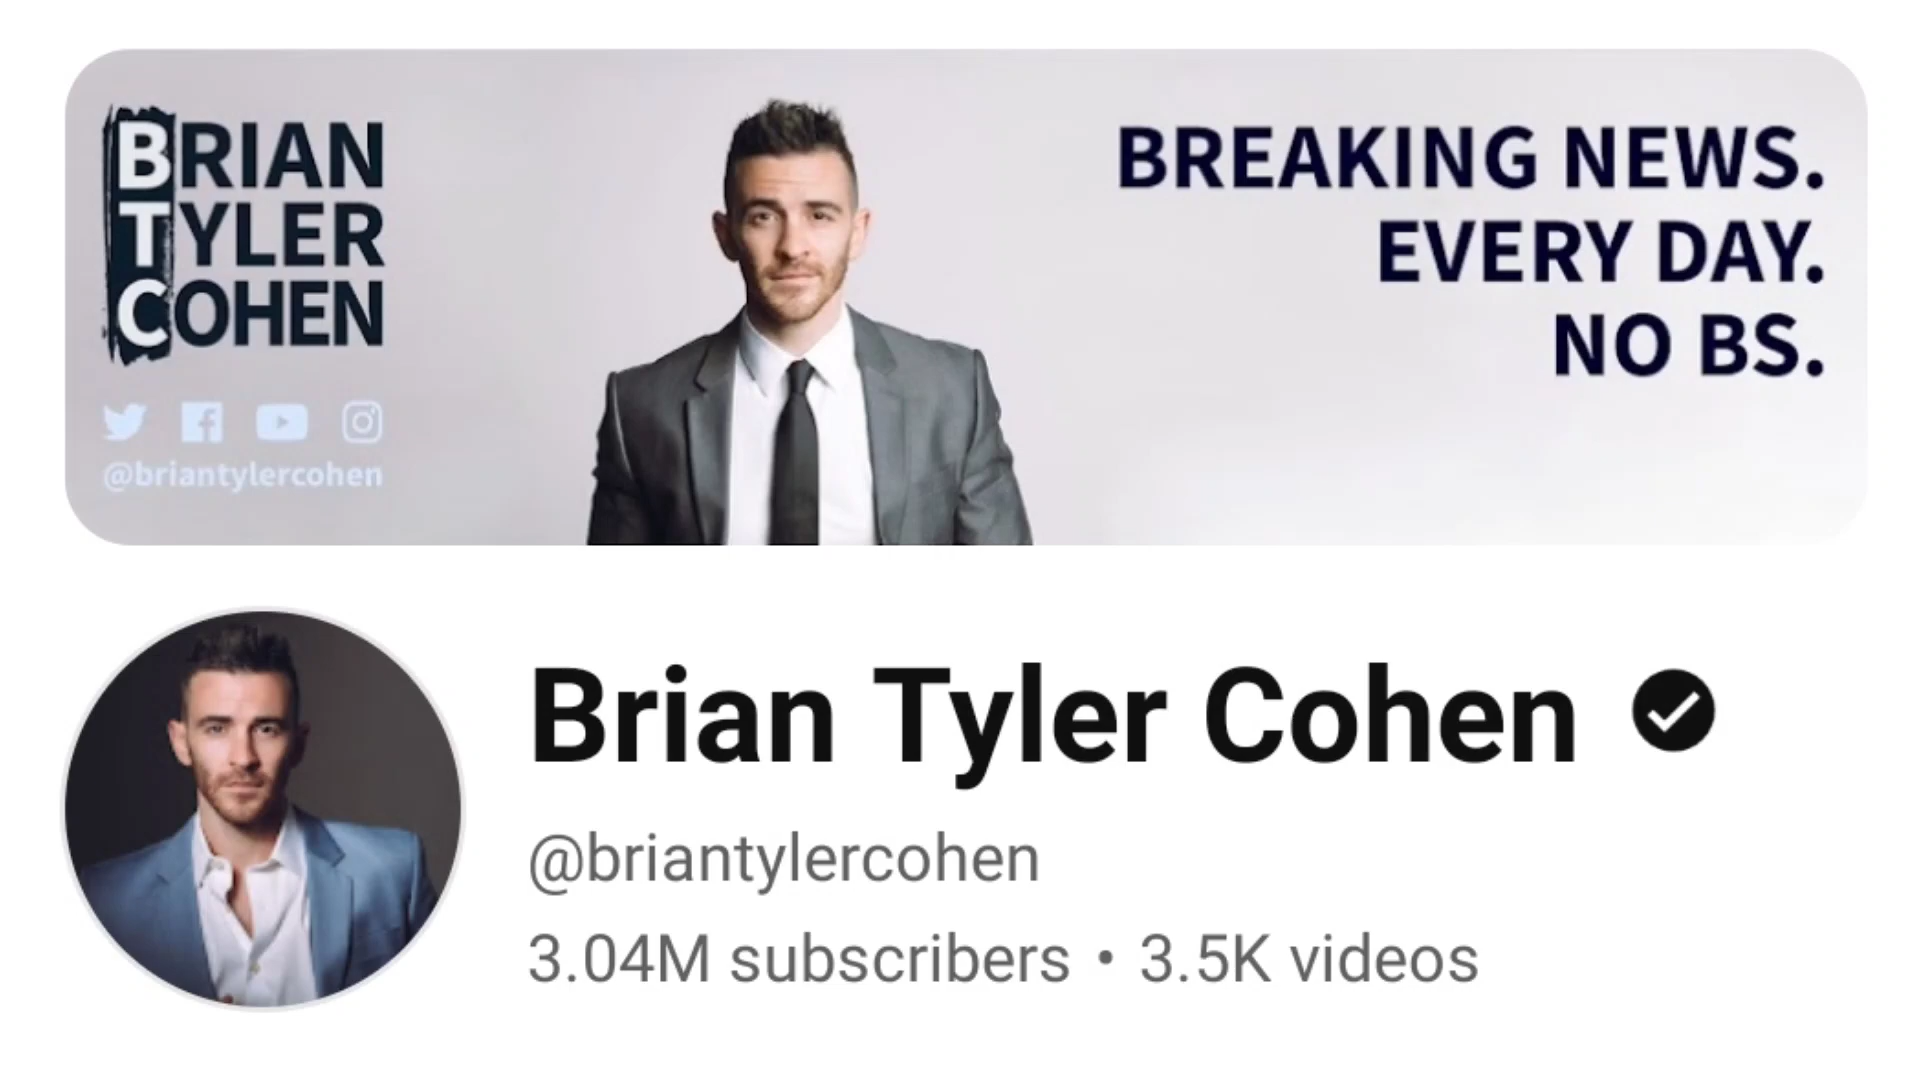 BRIAN
TYLER
COHEN
@briantylercohen
BREAKING NEWS.
EVERY DAY.
NO BS.
Brian Tyler Cohen
@briantylercohen
3.04M subscribers • 3.5K videos